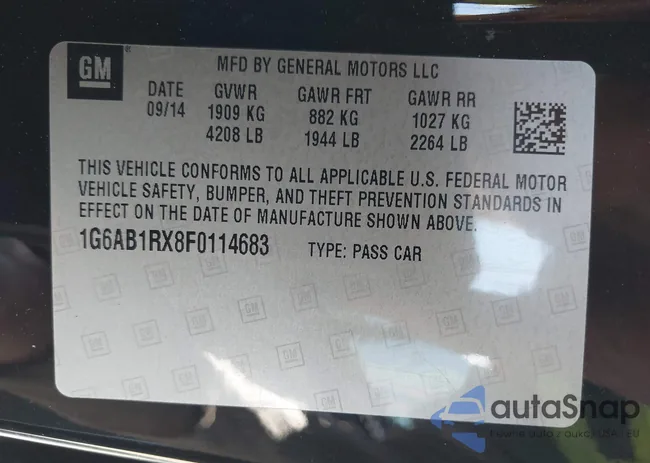 GM
MFD BY GENERAL MOTORS LLC
DATE GVWR GAWR FRT GAWR RR
09/14 1909 KG 882 KG 1027 KG
4208 LB 1944 LB 2264 LB
THIS VEHICLE CONFORMS TO ALL APPLICABLE U.S. FEDERAL MOTOR
VEHICLE SAFETY, BUMPER, AND THEFT PREVENTION STANDARDS IN
EFFECT ON THE DATE OF MANUFACTURE SHOWN ABOVE.
1G6AB1RX8F0114683 TYPE: PASS CAR
autoSnap